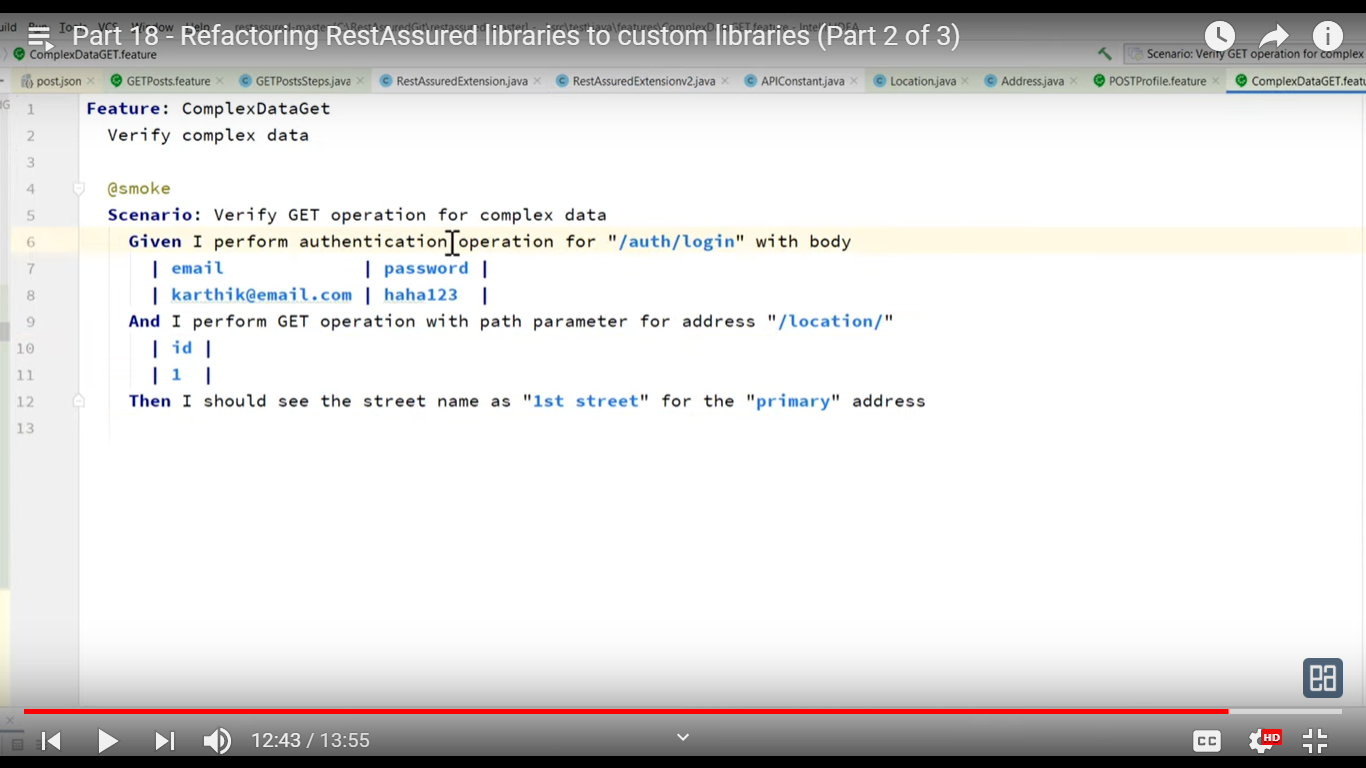 Part 18 - Refactoring RestAssured libraries to custom libraries (Part 2 of 3)
ComplexDataGET.feature
Scenario: Verify GET operation for complex
post.json GETPosts.feature GETPostsSteps.java RestAssuredExtension.java RestAssuredExtensionv2.java APIConstant.java Location.java Address.java POSTProfile.feature ComplexDataGET.featu
1 Feature: ComplexDataGet
2 Verify complex data
3
4 @smoke
5 Scenario: Verify GET operation for complex data
6 Given I perform authentication operation for "/auth/login" with body
7 | email | password |
8 | karthik@email.com | haha123 |
9 And I perform GET operation with path parameter for address "/location/"
10 | id |
11 | 1 |
12 Then I should see the street name as "1st street" for the "primary" address
13
12:43 / 13:55
CC
HD